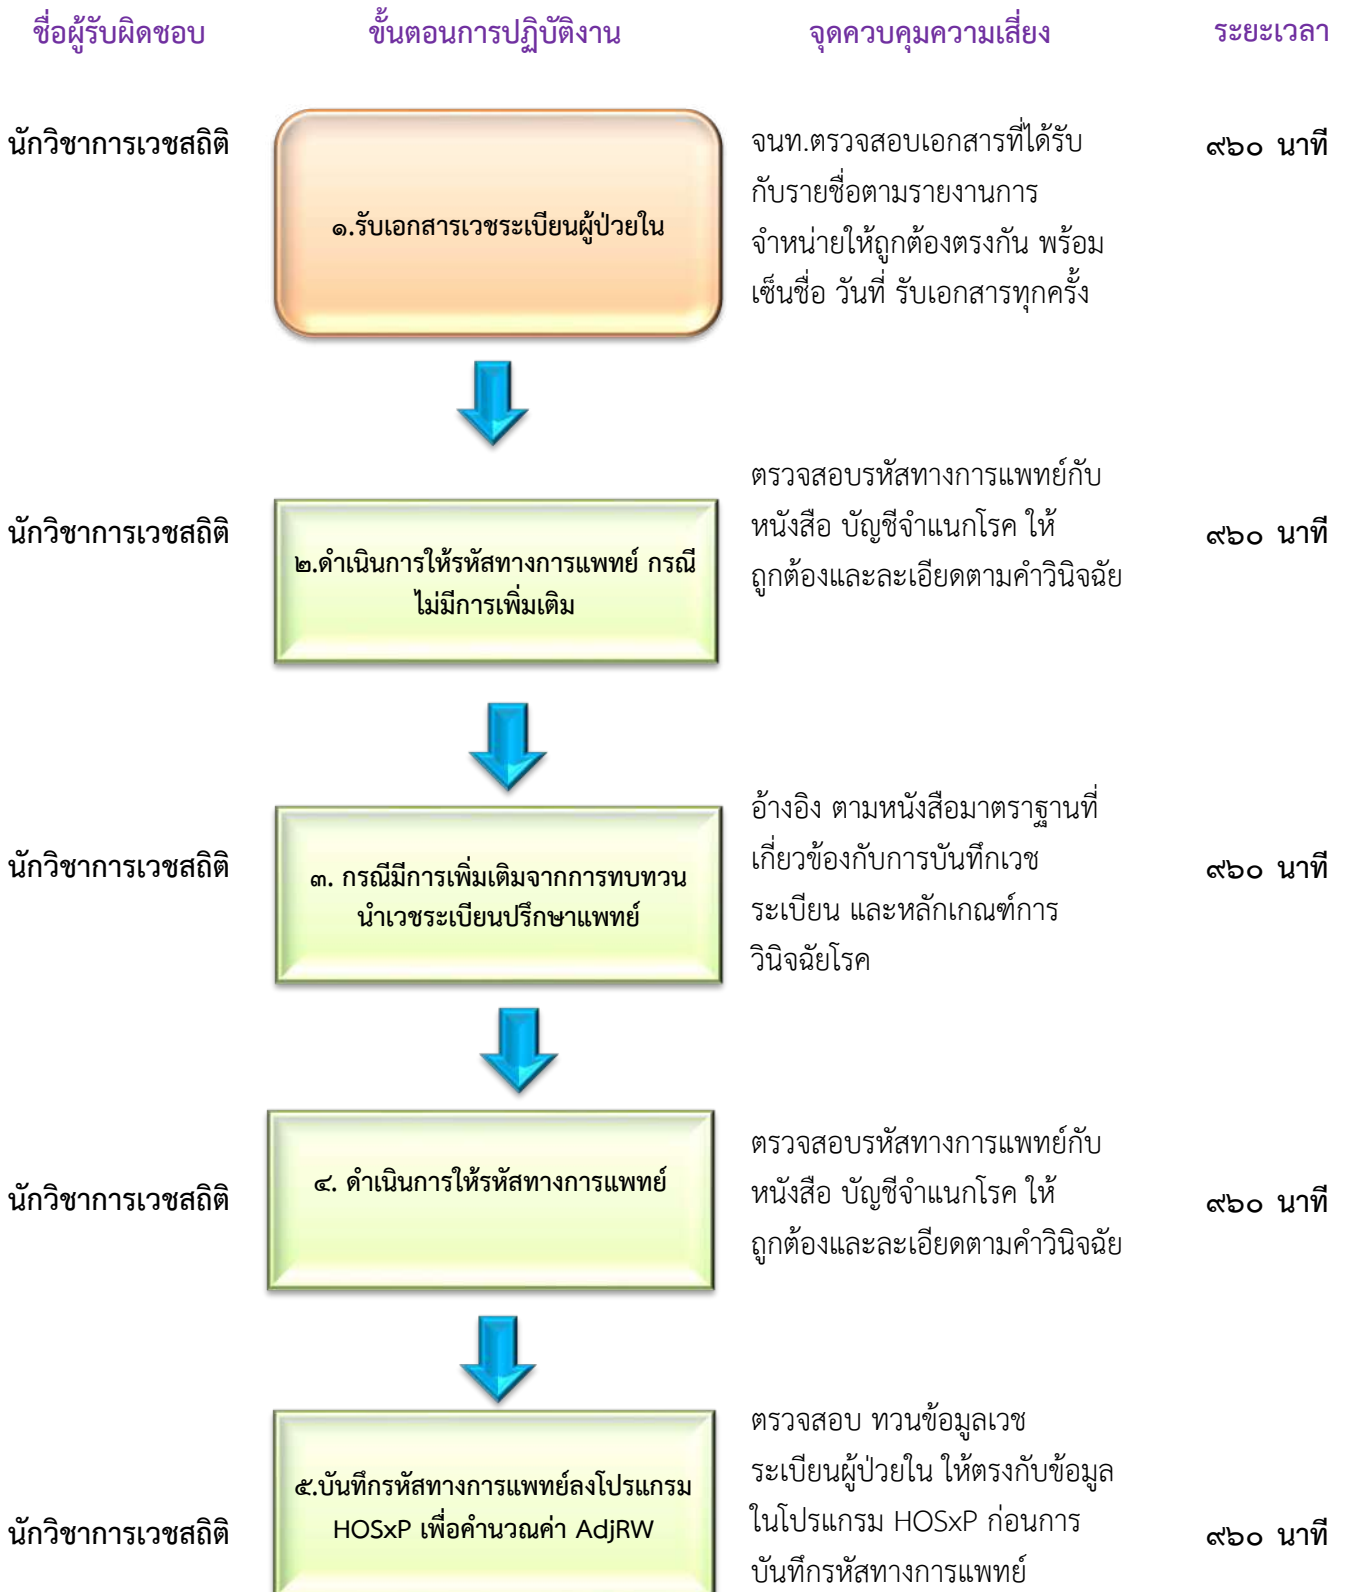 ชื่อผู้รับผิดชอบ ขั้นตอนการปฏิบัติงาน จุดควบคุมความเสี่ยง ระยะเวลา
นักวิชาการเวชสถิติ
๑.รับเอกสารเวชระเบียนผู้ป่วยใน
จนท.ตรวจสอบเอกสารที่ได้รับ
กับรายชื่อตามรายงานการ
จำหน่ายให้ถูกต้องตรงกัน พร้อม
เซ็นชื่อ วันที่ รับเอกสารทุกครั้ง
๙๖๐ นาที
นักวิชาการเวชสถิติ
๒.ดำเนินการให้รหัสทางการแพทย์ กรณี
ไม่มีการเพิ่มเติม
ตรวจสอบรหัสทางการแพทย์กับ
หนังสือ บัญชีจำแนกโรค ให้
ถูกต้องและละเอียดตามคำวินิจฉัย
๙๖๐ นาที
นักวิชาการเวชสถิติ
๓. กรณีมีการเพิ่มเติมจากการทบทวน
นำเวชระเบียนปรึกษาแพทย์
อ้างอิง ตามหนังสือมาตราฐานที่
เกี่ยวข้องกับการบันทึกเวช
ระเบียน และหลักเกณฑ์การ
วินิจฉัยโรค
๙๖๐ นาที
นักวิชาการเวชสถิติ
๔. ดำเนินการให้รหัสทางการแพทย์
ตรวจสอบรหัสทางการแพทย์กับ
หนังสือ บัญชีจำแนกโรค ให้
ถูกต้องและละเอียดตามคำวินิจฉัย
๙๖๐ นาที
นักวิชาการเวชสถิติ
๕.บันทึกรหัสทางการแพทย์ลงโปรแกรม
HOSxP เพื่อคำนวณค่า AdjRW
ตรวจสอบ ทวนข้อมูลเวช
ระเบียนผู้ป่วยใน ให้ตรงกับข้อมูล
ในโปรแกรม HOSxP ก่อนการ
บันทึกรหัสทางการแพทย์
๙๖๐ นาที